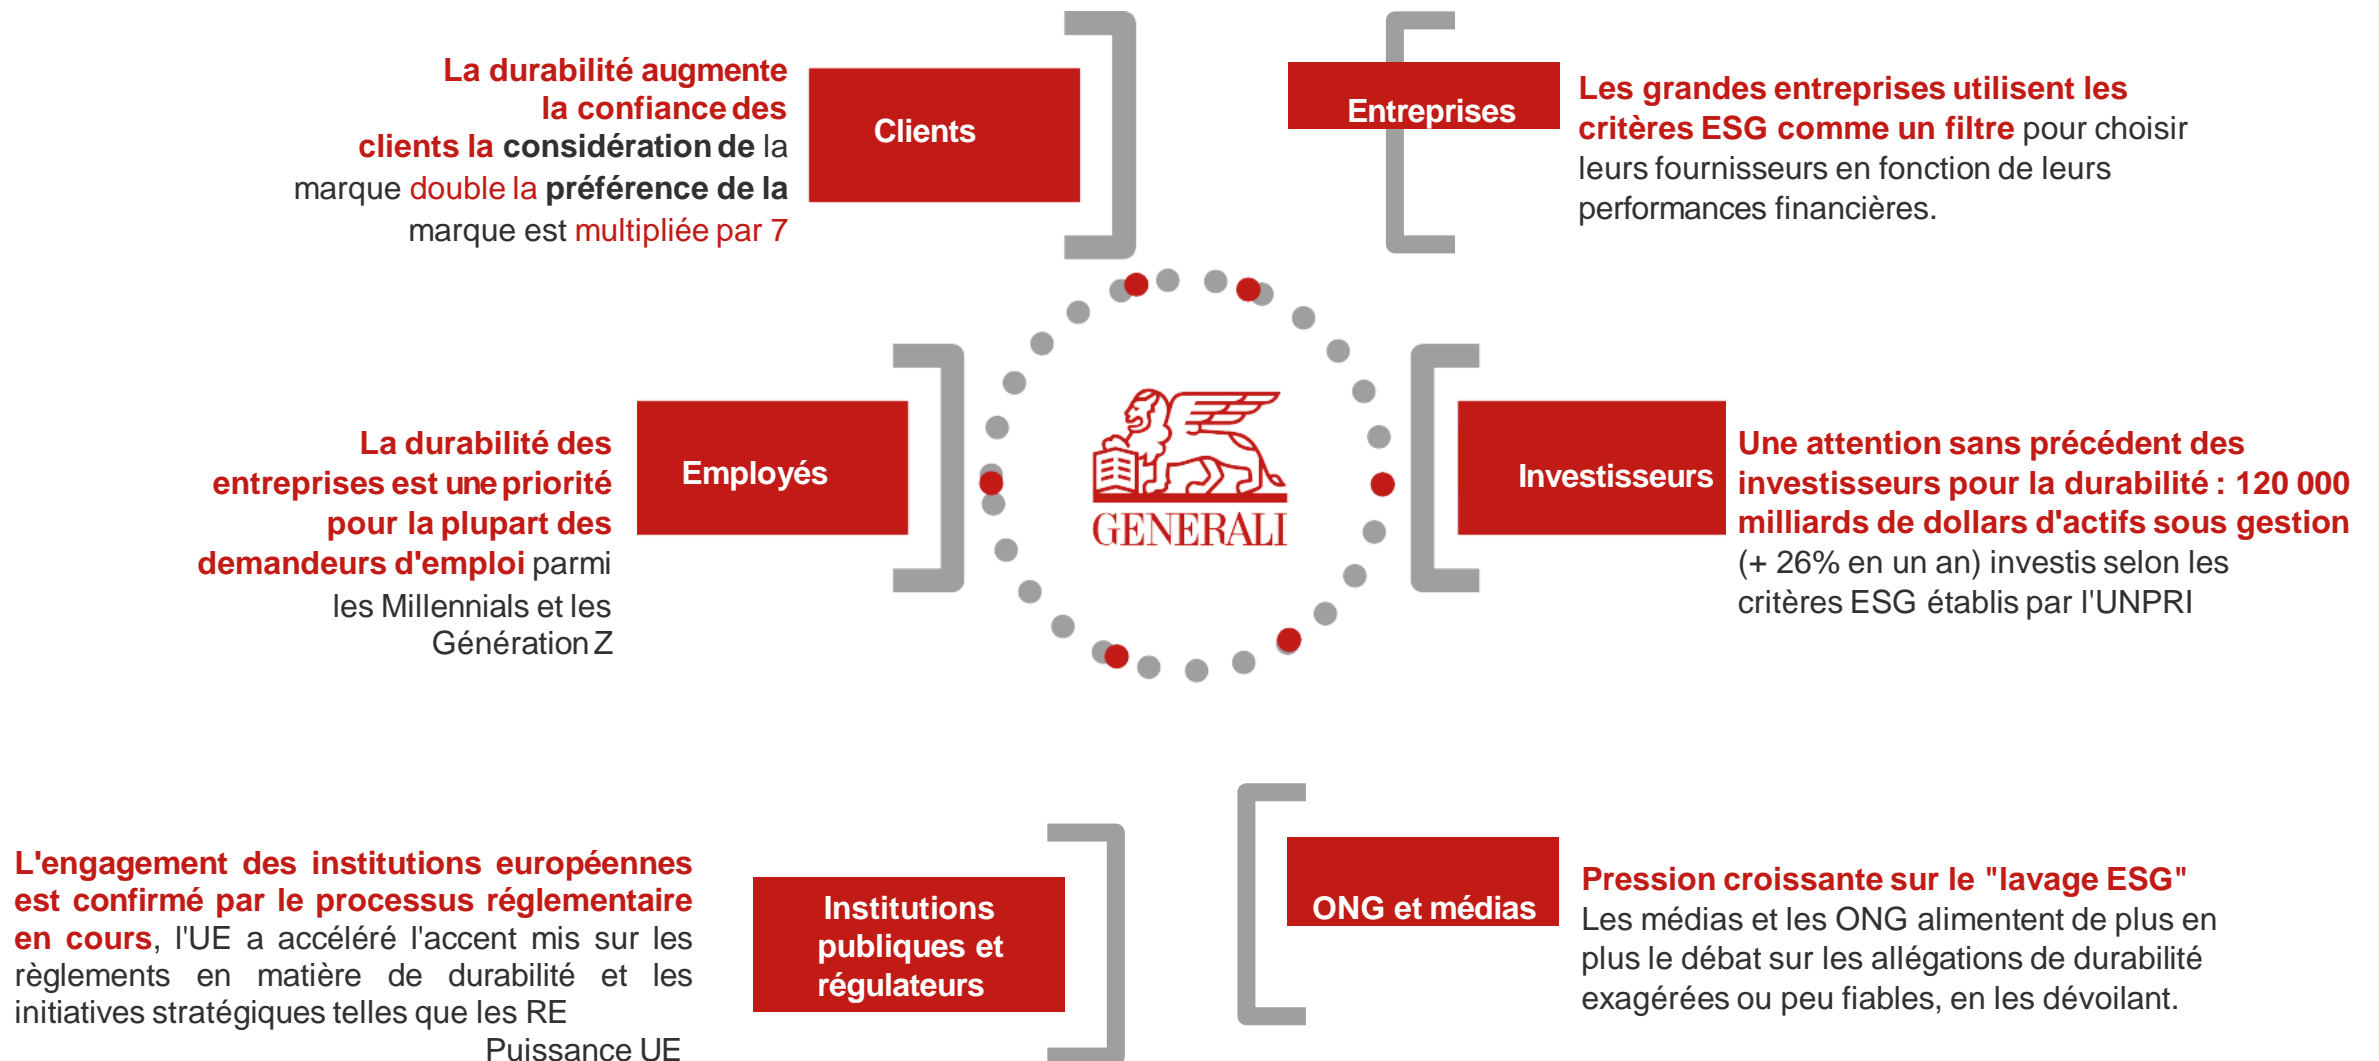 La durabilité augmente
la confiance des
clients la considération de la
marque double la préférence de la
marque est multipliée par 7
Clients
Entreprises
Les grandes entreprises utilisent les
critères ESG comme un filtre pour choisir
leurs fournisseurs en fonction de leurs
performances financières.
La durabilité des
entreprises est une priorité
pour la plupart des
demandeurs d'emploi parmi
les Millennials et les
Génération Z
Employés
GENERALI
Investisseurs
Une attention sans précédent des
investisseurs pour la durabilité : 120 000
milliards de dollars d'actifs sous gestion
(+ 26% en un an) investis selon les
critères ESG établis par l'UNPRI
L'engagement des institutions européennes
est confirmé par le processus réglementaire
en cours, l'UE a accéléré l'accent mis sur les
règlements en matière de durabilité et les
initiatives stratégiques telles que les RE
Puissance UE
Institutions
publiques et
régulateurs
ONG et médias
Pression croissante sur le "lavage ESG"
Les médias et les ONG alimentent de plus en
plus le débat sur les allégations de durabilité
exagérées ou peu fiables, en les dévoilant.